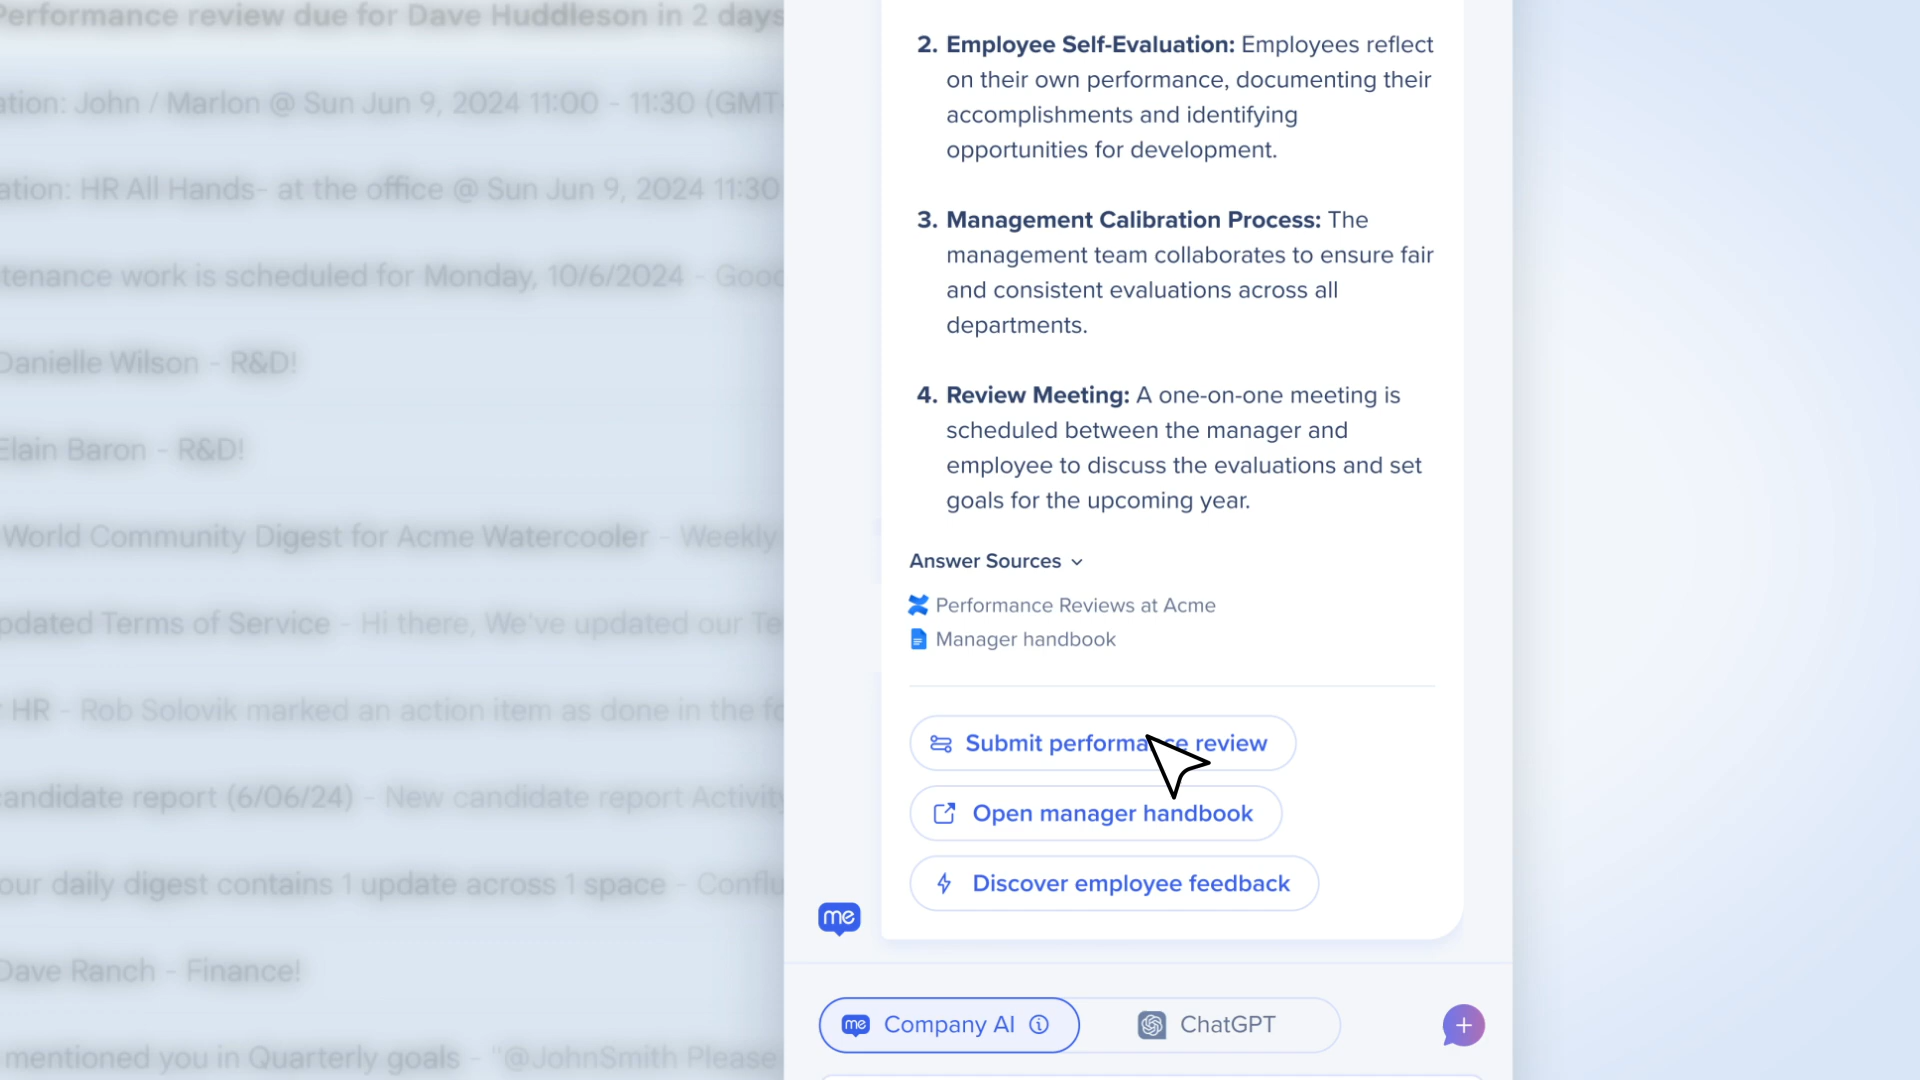 Performance review due for Dave Huddleson in 2 days
ation: John / Marlon @ Sun Jun 9, 2024 11:00 - 11:30 (GMT
ation: HR All Hands- at the office @ Sun Jun 9, 2024 11:30
tenance work is scheduled for Monday, 10/6/2024 - Good
Danielle Wilson - R&D!
Elain Baron - R&D!
World Community Digest for Acme Watercooler - Weekly
pdated Terms of Service - Hi there, We've updated our Te
HR - Rob Solovik marked an action item as done in the fo
candidate report (6/06/24) - New candidate report Activity
our daily digest contains 1 update across 1 space - Conflu
Dave Ranch - Finance!
mentioned you in Quarterly goals - "@JohnSmith Please
2. Employee Self-Evaluation: Employees reflect
on their own performance, documenting their
accomplishments and identifying
opportunities for development.
3. Management Calibration Process: The
management team collaborates to ensure fair
and consistent evaluations across all
departments.
4. Review Meeting: A one-on-one meeting is
scheduled between the manager and
employee to discuss the evaluations and set
goals for the upcoming year.
Answer Sources
Performance Reviews at Acme
Manager handbook
Submit performance review
Open manager handbook
Discover employee feedback
me
me Company AI
ChatGPT